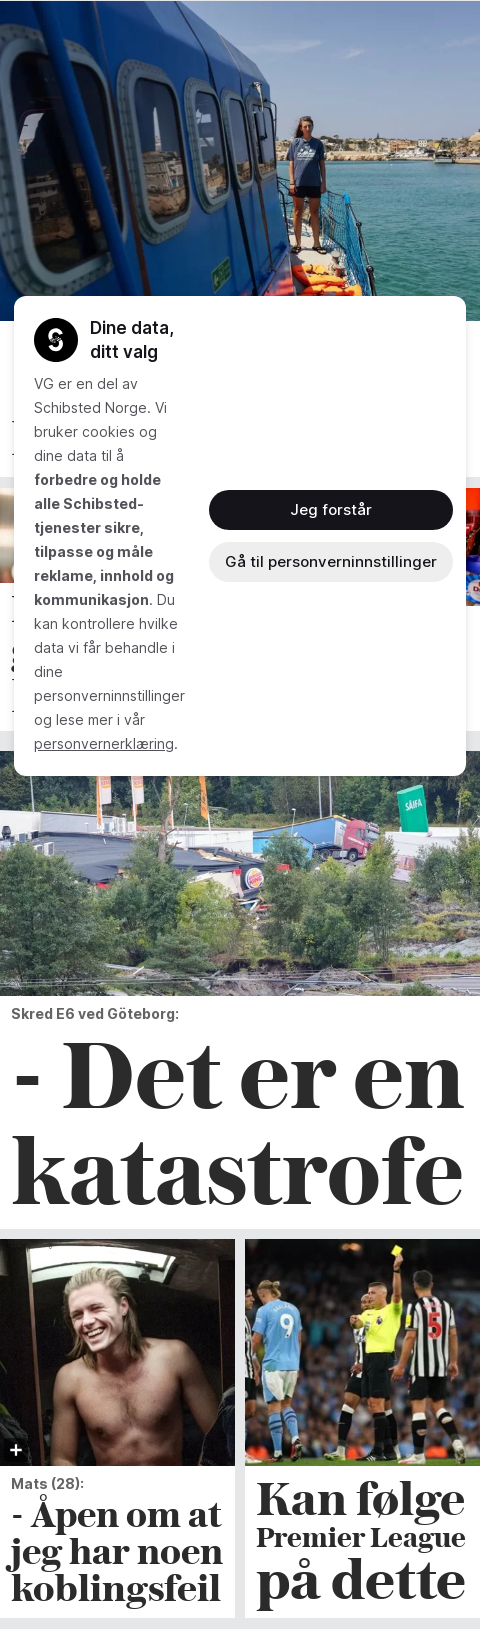 Dine data,
ditt valg
VG er en del av
Schibsted Norge. Vi
bruker cookies og
dine data til å
forbedre og holde
alle Schibsted-
tjenester sikre,
tilpasse og måle
reklame, innhold og
kommunikasjon. Du
kan kontrollere hvilke
data vi får behandle i
dine
personverninnstillinger
og lese mer i vår
personvernerklæring.
Jeg forstår
Gå til personverninnstillinger
SÅIFA
BURGER KING
Skred E6 ved Göteborg:
- Det er en
katastrofe
9
5
Mats (28):
- Åpen om at
jeg har noen
koblingsfeil
Kan følge
Premier League
på dette